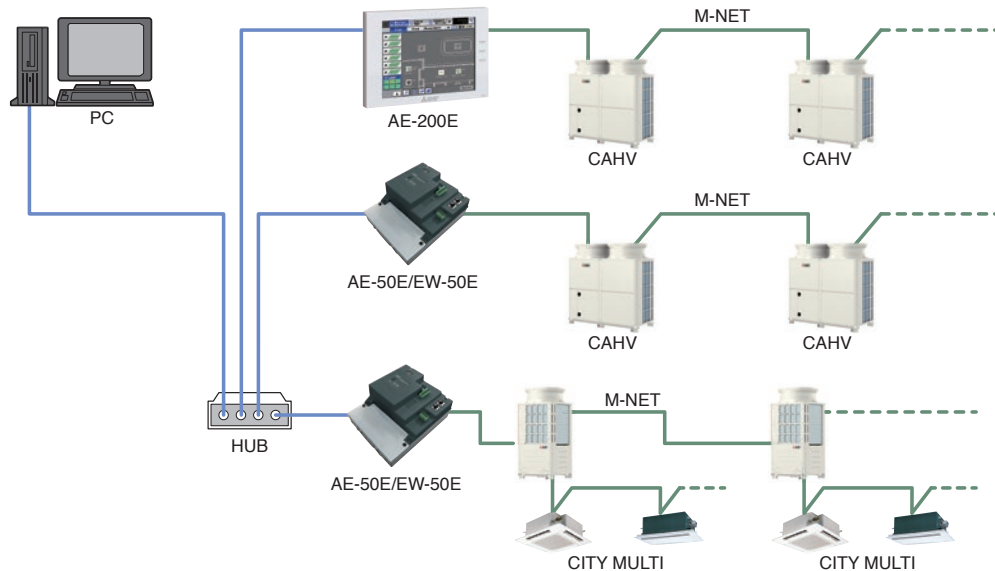 M-NET
PC
AE-200E
CAHV
CAHV
M-NET
AE-50E/EW-50E
CAHV
CAHV
M-NET
HUB
AE-50E/EW-50E
CITY MULTI
CITY MULTI